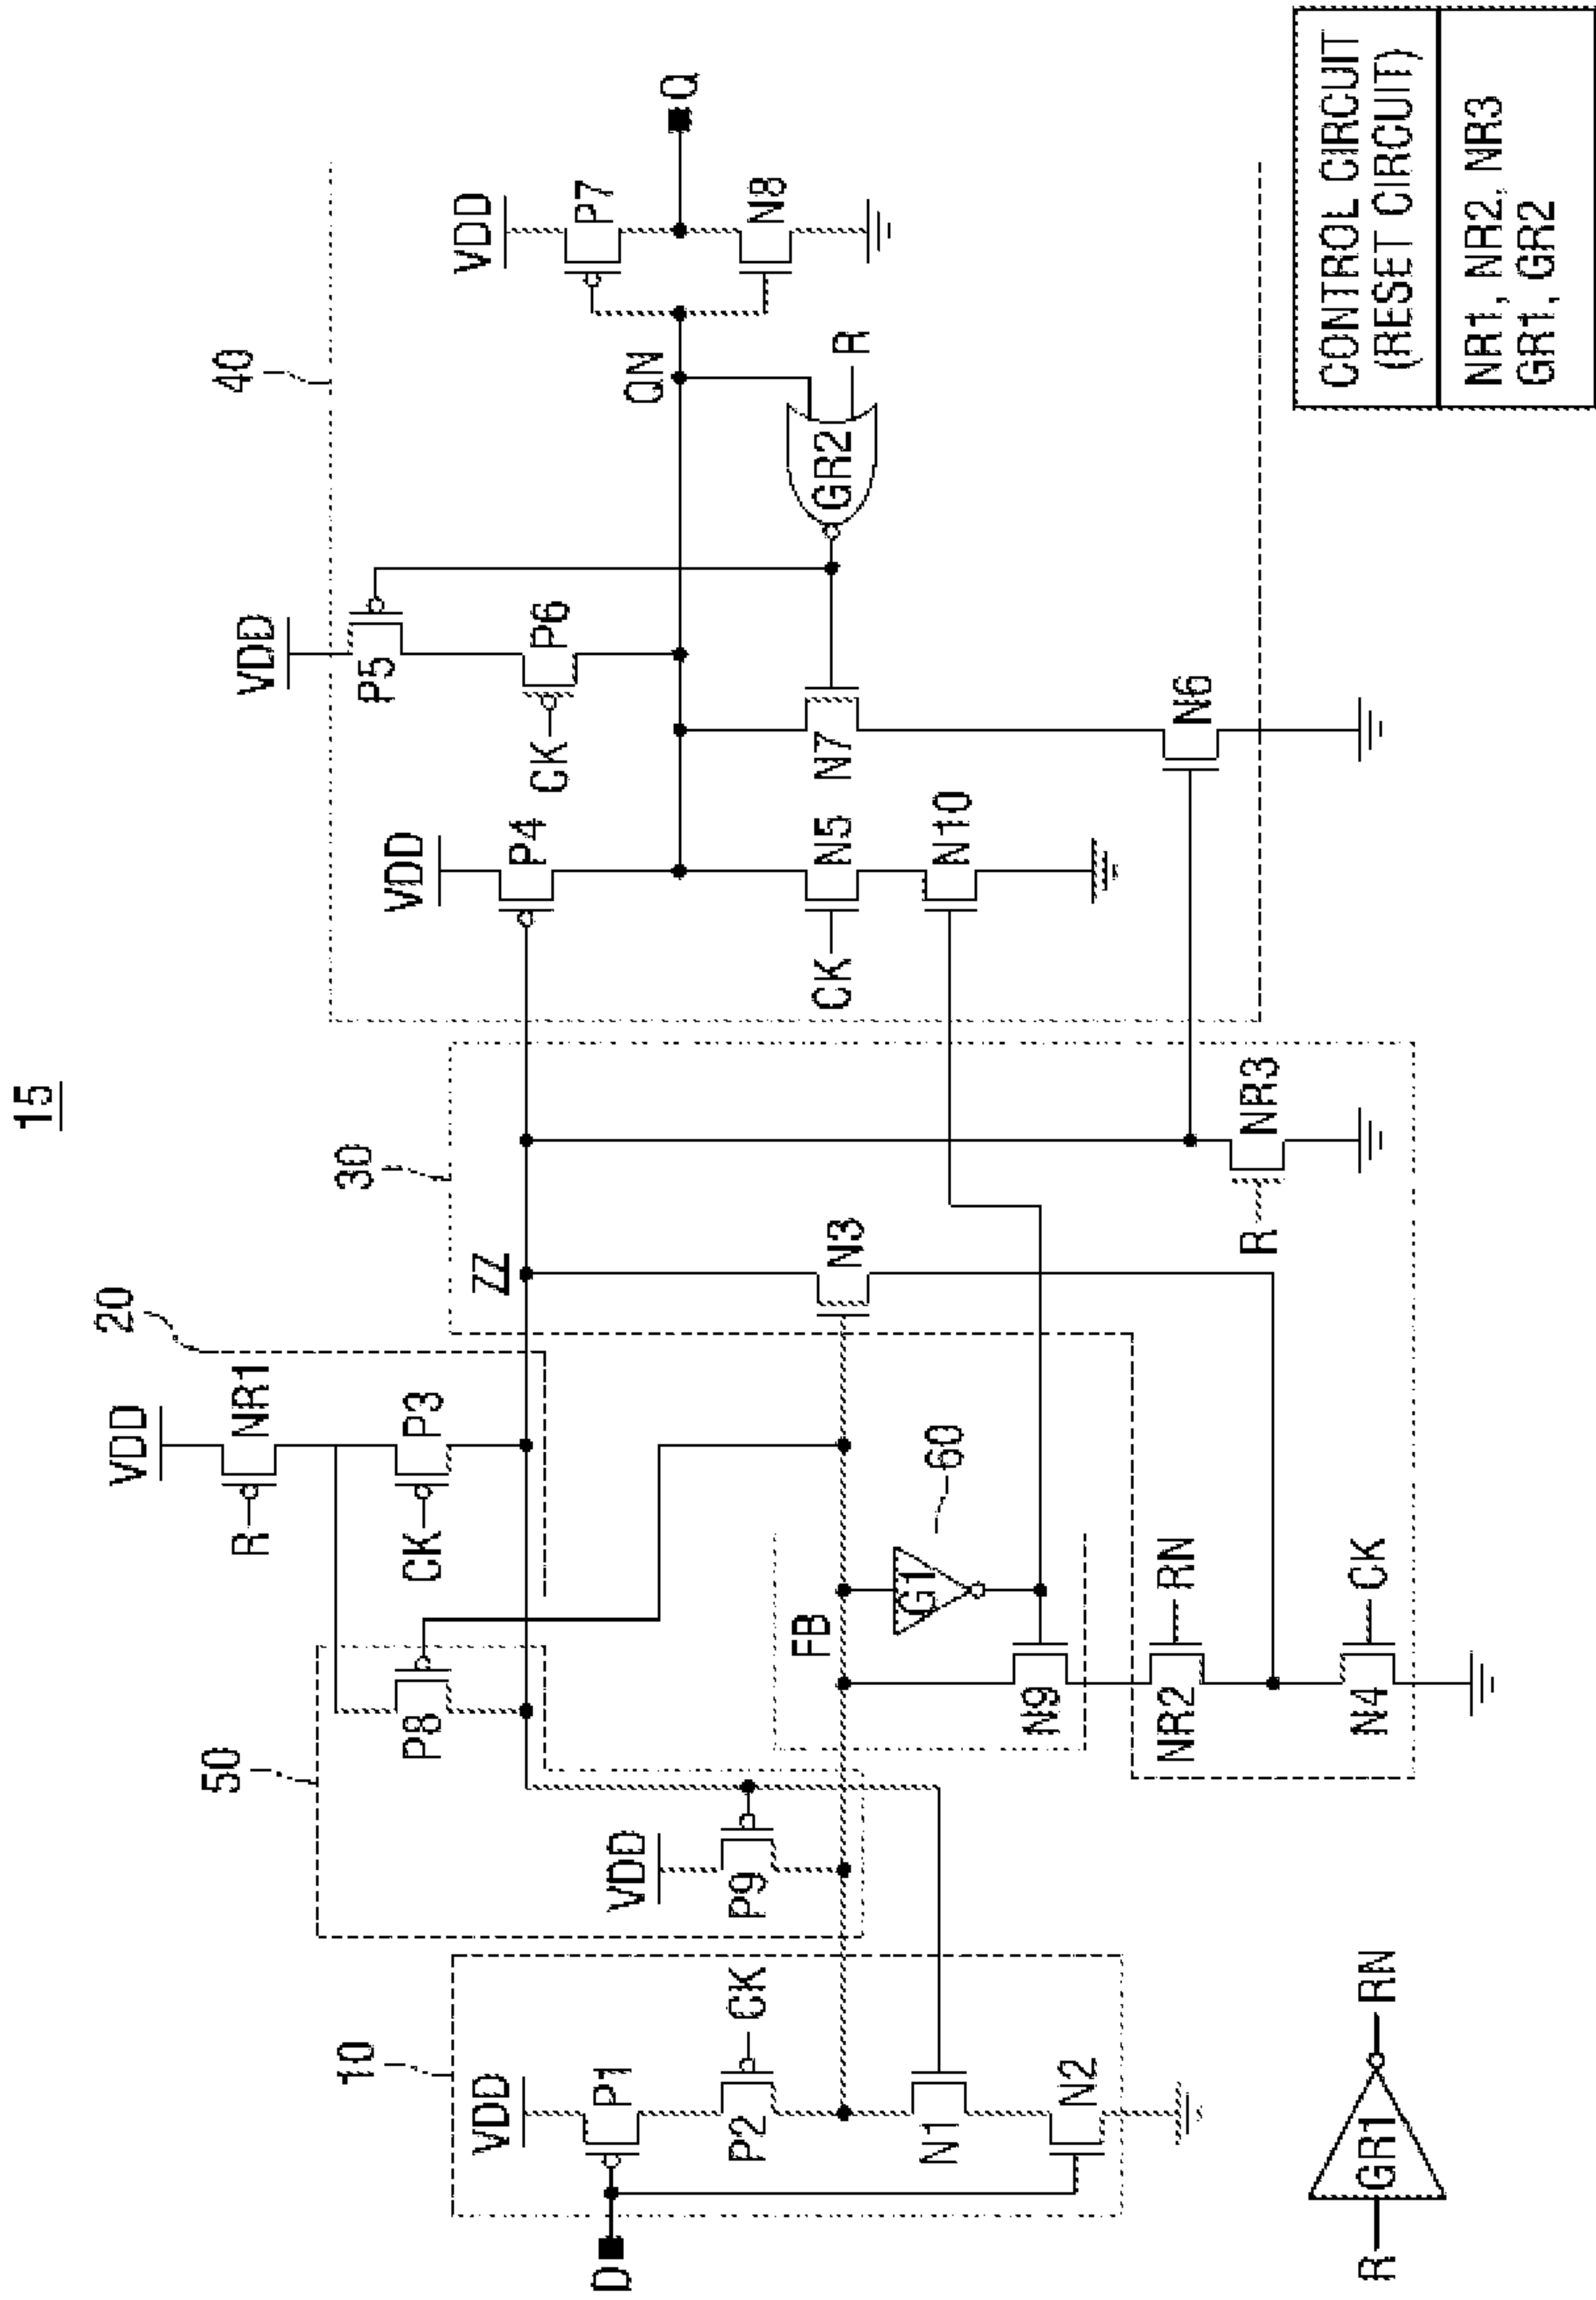 15
10
50
20
30
40
VDD
P1
D
P2
CK
N1
N2
VDD
P9
P8
VDD
R
NR1
CK
P3
ZZ
FB
G1
60
N9
NR2
RN
N4
CK
N3
R
NR3
VDD
P4
CK
N5
N10
VDD
P5
CK
P6
N7
N6
GR2
R
QN
VDD
P7
N8
Q
R
GR1
RN
CONTROL CIRCUIT
(RESET CIRCUIT)
NR1, NR2, NR3
GR1, GR2